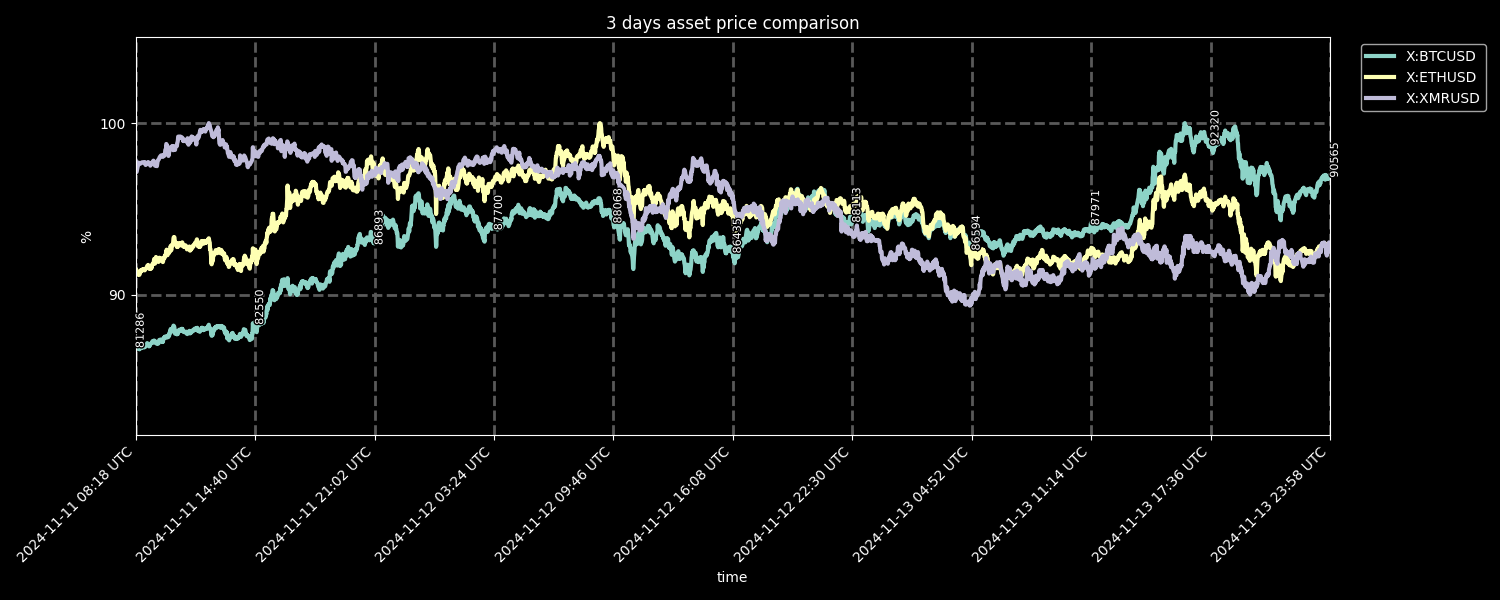 3 days asset price comparison
X:BTCUSD
X:ETHUSD
X:XMRUSD
%
100
90
81286
82550
86893
87700
88068
86435
88113
86594
87971
92320
90565
2024-11-11 08:18 UTC
2024-11-11 14:40 UTC
2024-11-11 21:02 UTC
2024-11-12 03:24 UTC
2024-11-12 09:46 UTC
2024-11-12 16:08 UTC
2024-11-12 22:30 UTC
2024-11-13 04:52 UTC
2024-11-13 11:14 UTC
2024-11-13 17:36 UTC
2024-11-13 23:58 UTC
time